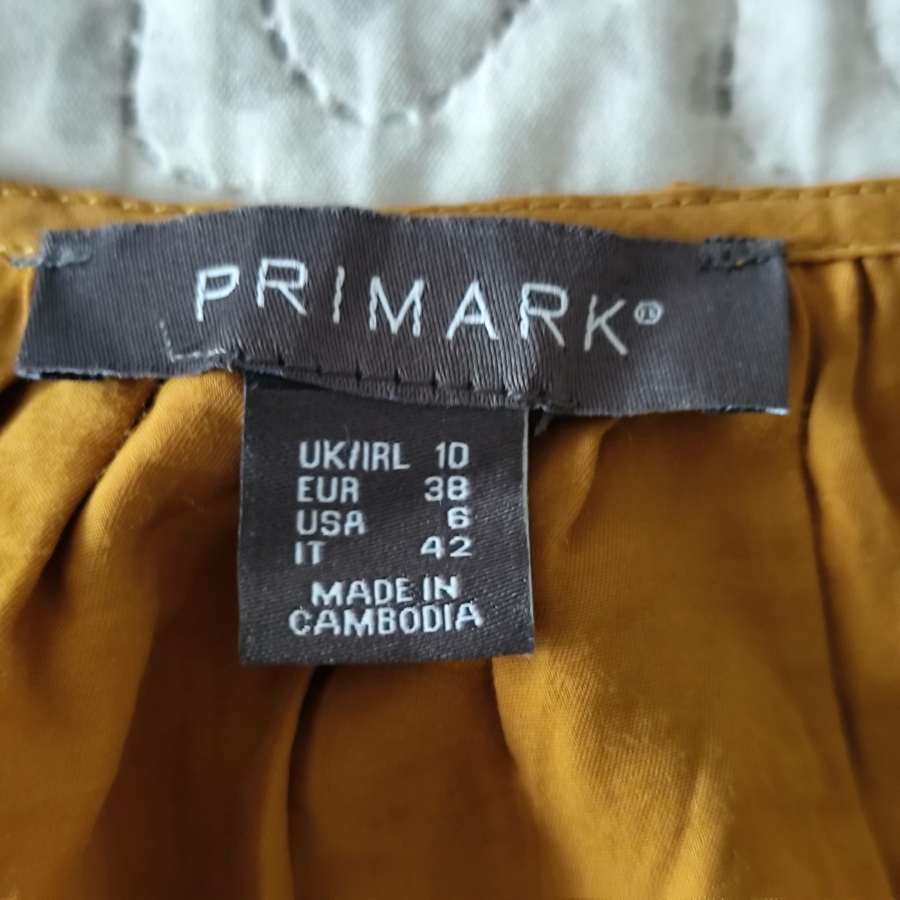 PRIMARK®
UK/IRL 10
EUR 38
USA 6
IT 42
MADE IN
CAMBODIA